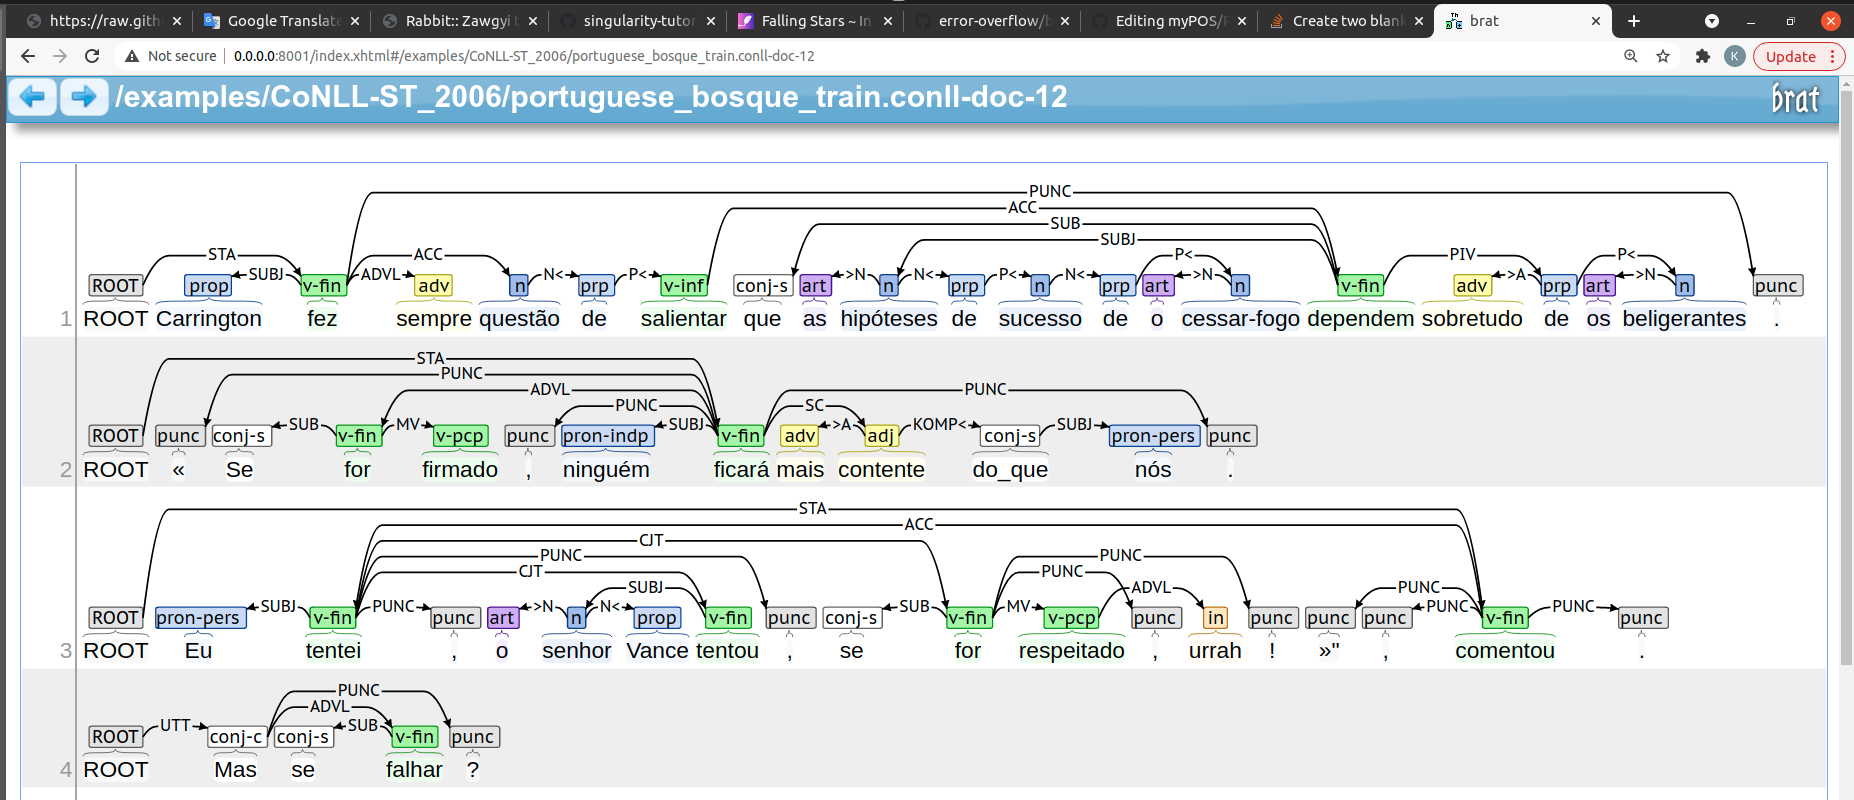 https://raw.gith Google Translate Rabbit:: Zawgyi t singularity-tutor Falling Stars ~ In error-overflow/b Editing myPOS/ Create two blank brat
Not secure 0.0.0.0:8001/index.xhtml#/examples/CoNLL-ST_2006/portuguese_bosque_train.conll-doc-12 K Update
/examples/CoNLL-ST_2006/portuguese_bosque_train.conll-doc-12 brat
PUNC
ACC
SUB
SUBJ
STA ACC P< PIV P<
SUBJ ADVL N< P< >N N< P< N< >N >A >N
ROOT prop v-fin adv n prp v-inf conj-s art n prp n prp art n v-fin adv prp art n punc
1 ROOT Carrington fez sempre questão de salientar que as hipóteses de sucesso de o cessar-fogo dependem sobretudo de os beligerantes .
STA
PUNC
ADVL PUNC
PUNC SC
SUB MV SUBJ >A KOMP< SUBJ
ROOT punc conj-s v-fin v-pcp punc pron-indp v-fin adv adj conj-s pron-pers punc
2 ROOT « Se for firmado , ninguém ficará mais contente do_que nós .
STA
ACC
CJT
PUNC PUNC
CJT PUNC
SUBJ ADVL PUNC
SUBJ PUNC >N N< SUB MV PUNC PUNC
ROOT pron-pers v-fin punc art n prop v-fin punc conj-s v-fin v-pcp punc in punc punc punc v-fin punc
3 ROOT Eu tentei , o senhor Vance tentou , se for respeitado , urrah ! »" , comentou .
PUNC
ADVL
UTT SUB
ROOT conj-c conj-s v-fin punc
4 ROOT Mas se falhar ?